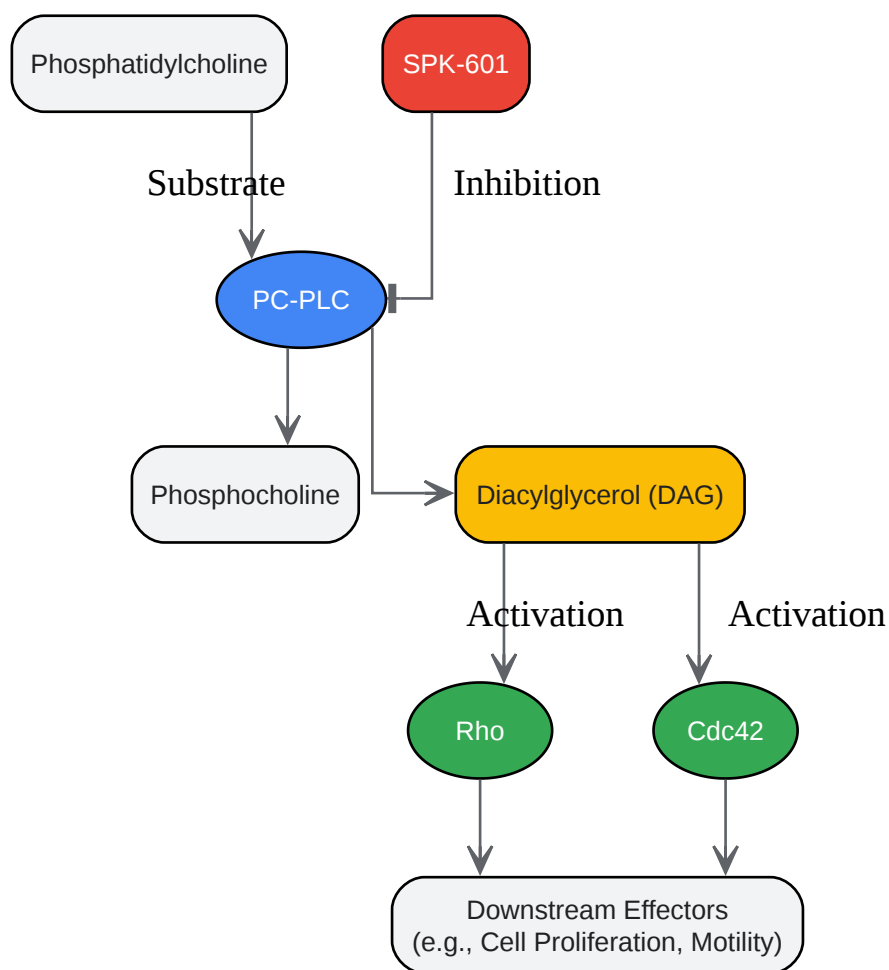 Phosphatidylcholine
SPK-601
Substrate
Inhibition
PC-PLC
Phosphocholine
Diacylglycerol (DAG)
Activation
Activation
Rho
Cdc42
Downstream Effectors
(e.g., Cell Proliferation, Motility)